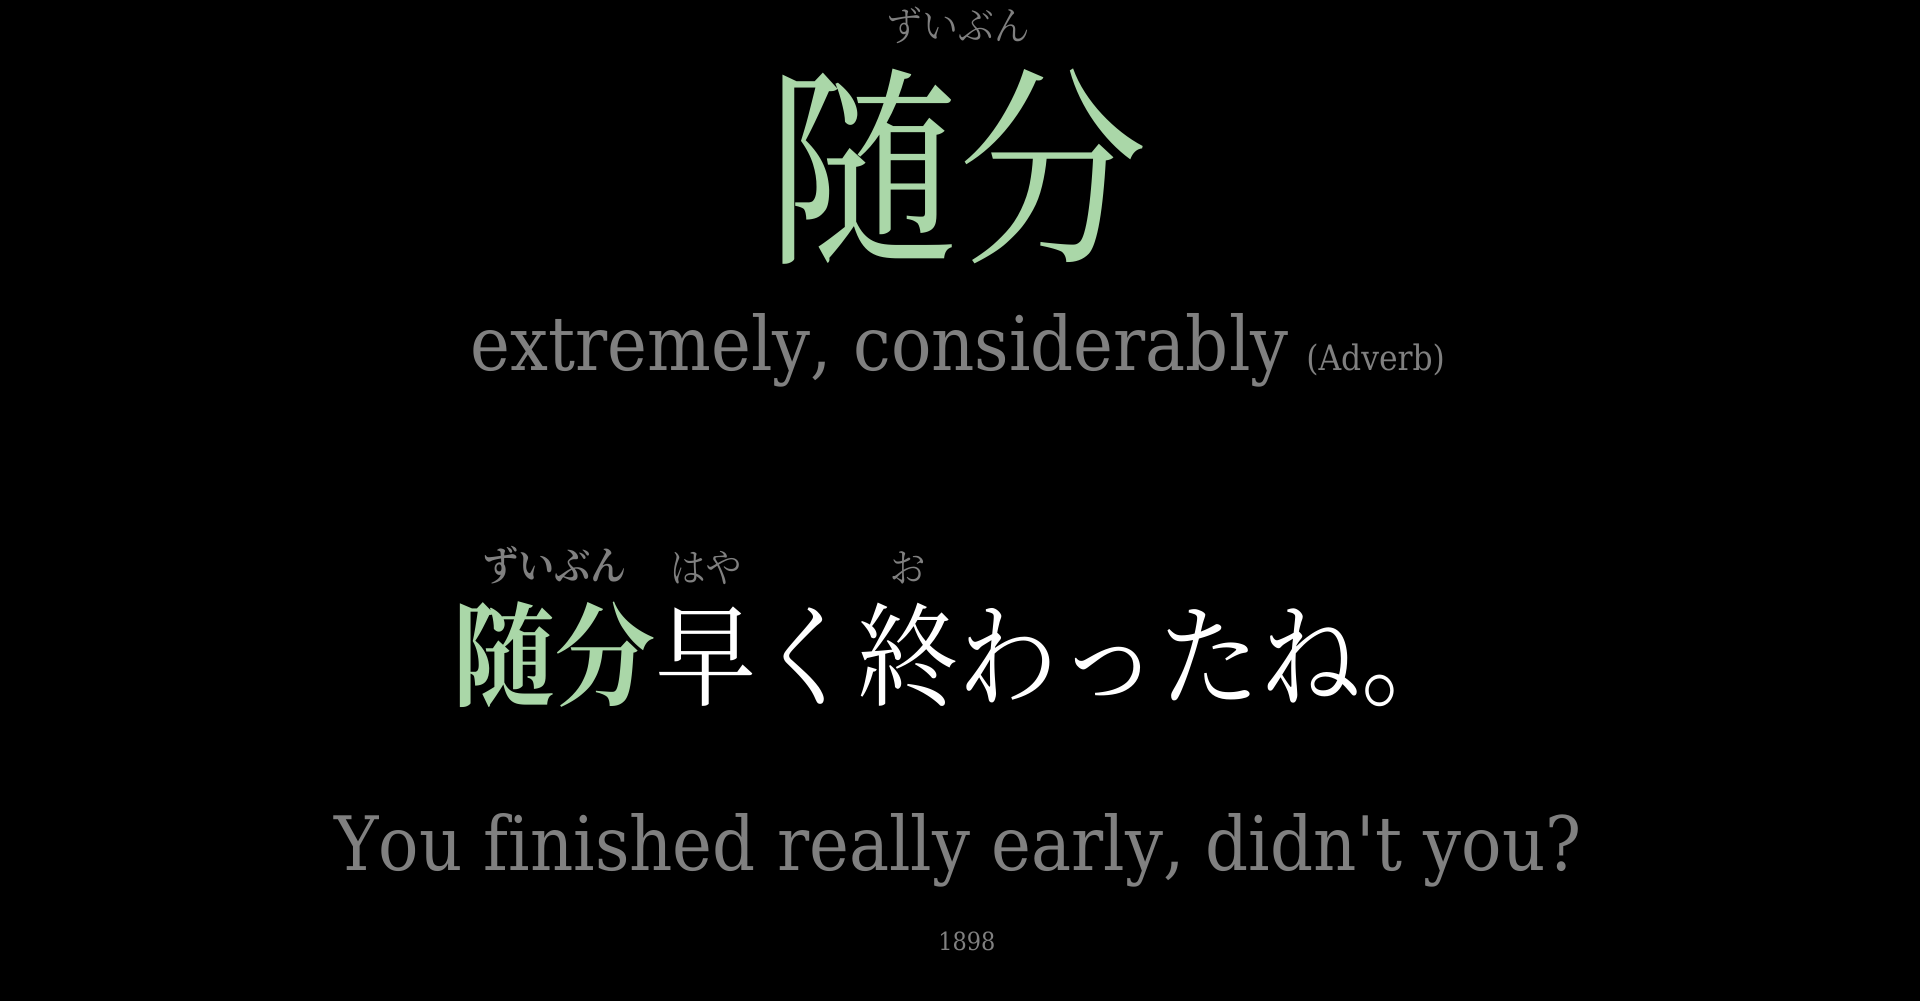 ずいぶん
随分
extremely, considerably (Adverb)
ずいぶん はや お
随分早く終わったね。
You finished really early, didn't you?
1898